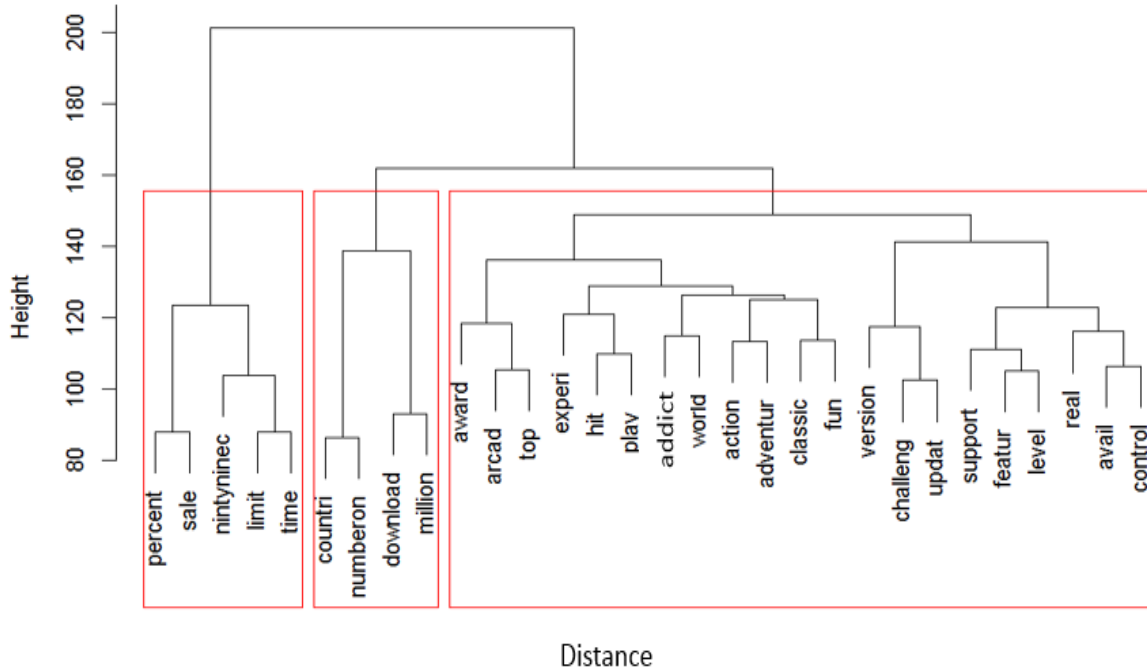 200
180
160
140
120
100
80
Height
percent
sale
nintyninec
limit
time
countri
numberon
download
million
award
arcad
top
experi
hit
plav
addict
world
action
adventur
classic
fun
version
challeng
updat
support
featur
level
real
avail
control
Distance